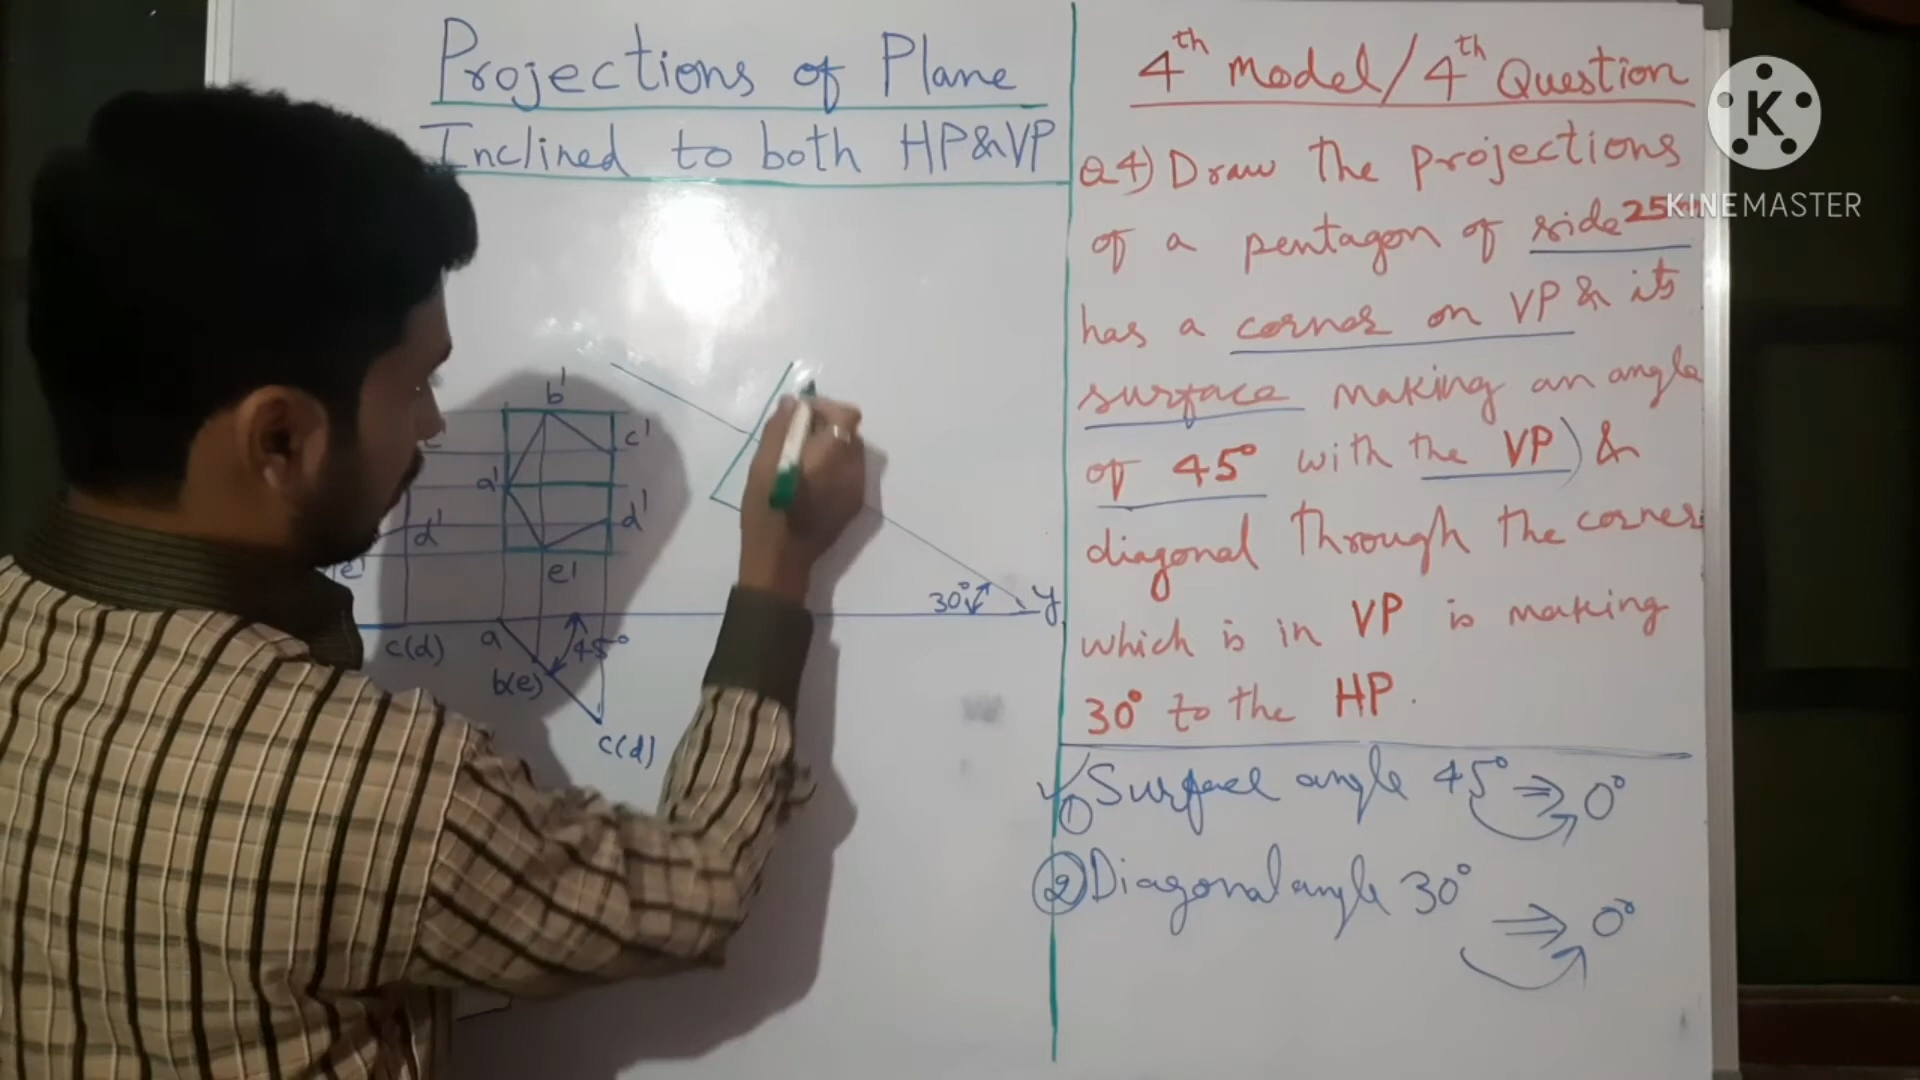 Projections of Plane
Inclined to both HP&VP
4th Model/4th Question
Q4) Draw the projections
of a pentagon of side 25
has a corner on VP & its
surface making an angle
of 45° with the VP) &
diagonal through the corner
which is in VP is making
30° to the HP.
① Surface angle 45° ⇒ 0°
② Diagonal angle 30° ⇒ 0°
b'
c'
a'
d'
d'
e'
e'
30°
y
c(d)
a
45°
b(e)
c(d)
K
KINEMASTER